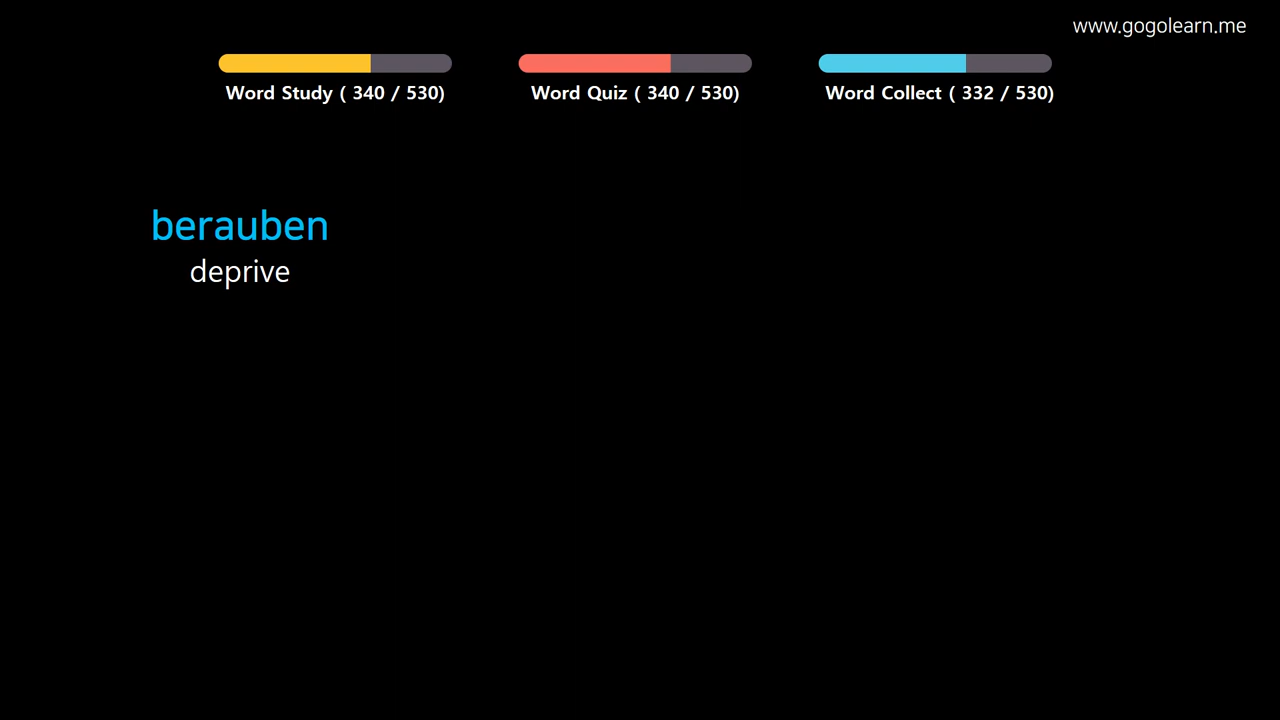 www.gogolearn.me
Word Study ( 340 / 530)
Word Quiz ( 340 / 530)
Word Collect ( 332 / 530)
berauben
deprive